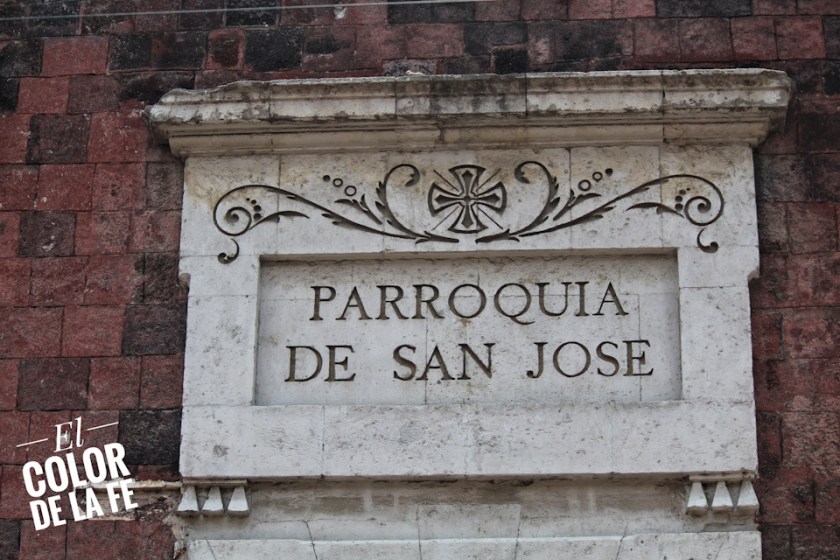 PARROQUIA
DE SAN JOSE
El
COLOR
DE LA FE